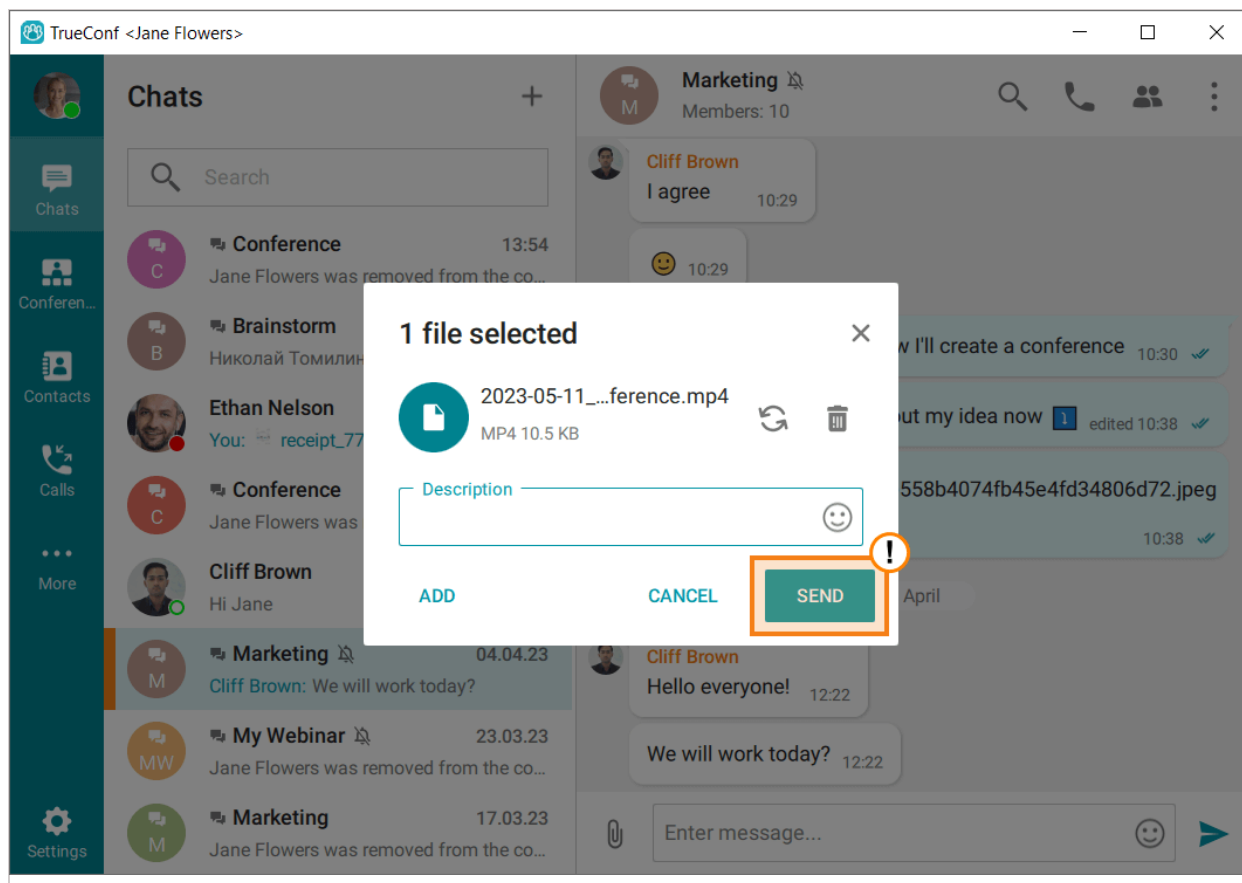 TrueConf <Jane Flowers>
Chats
Conferen...
Contacts
Calls
More
Settings
Chats
Search
Conference 13:54
C
Jane Flowers was removed from the co...
Brainstorm
B
Николай Томилин
Ethan Nelson
You: receipt_77
Conference
C
Jane Flowers was
Cliff Brown
Hi Jane
Marketing 04.04.23
M
Cliff Brown: We will work today?
My Webinar 23.03.23
MW
Jane Flowers was removed from the co...
Marketing 17.03.23
M
Jane Flowers was removed from the co...
Marketing
M
Members: 10
Cliff Brown
I agree 10:29
10:29
I'll create a conference 10:30
my idea now edited 10:38
558b4074fb45e4fd34806d72.jpeg
10:38
April
Cliff Brown
Hello everyone! 12:22
We will work today? 12:22
Enter message...
1 file selected
2023-05-11_...ference.mp4
MP4 10.5 KB
Description
ADD CANCEL SEND
!